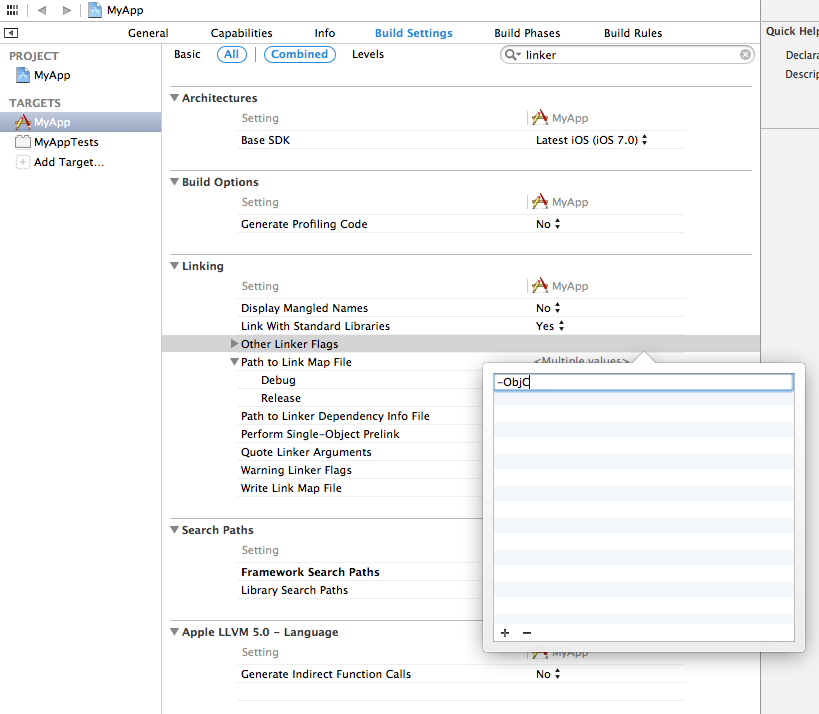 MyApp
General Capabilities Info Build Settings Build Phases Build Rules
Quick Help
PROJECT
MyApp
TARGETS
MyApp
MyAppTests
Add Target...
Basic All Combined Levels
linker
Architectures
Setting MyApp
Base SDK Latest iOS (iOS 7.0)
Build Options
Setting MyApp
Generate Profiling Code No
Linking
Setting MyApp
Display Mangled Names No
Link With Standard Libraries Yes
Other Linker Flags
Path to Link Map File <Multiple values>
Debug
Release
Path to Linker Dependency Info File
Perform Single-Object Prelink
Quote Linker Arguments
Warning Linker Flags
Write Link Map File
-ObjC
+ −
Search Paths
Setting
Framework Search Paths
Library Search Paths
Apple LLVM 5.0 - Language
Setting MyApp
Generate Indirect Function Calls No
Declara
Descrip